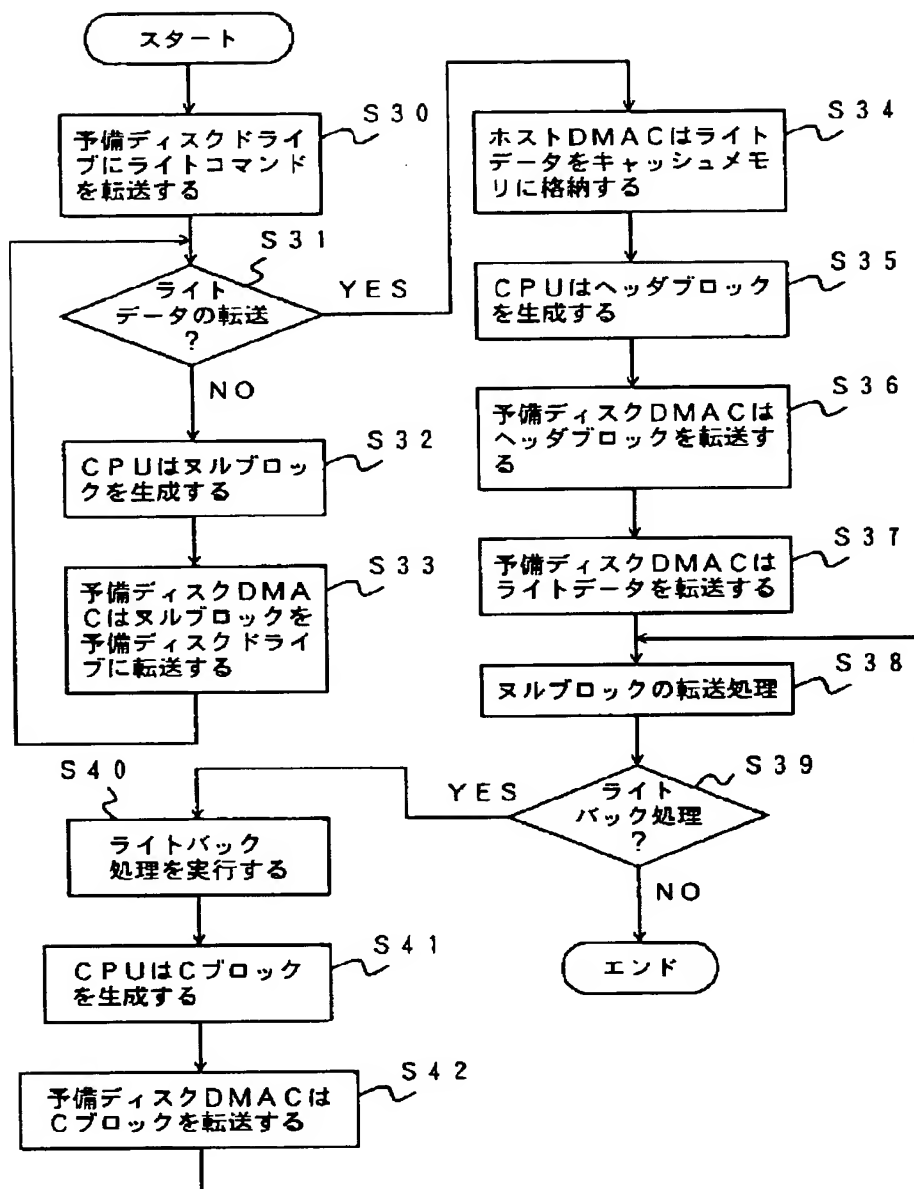 スタート
S30
予備ディスクドライ
ブにライトコマンド
を転送する
S31
ライト
データの転送
?
YES
NO
S32
CPUはヌルブロッ
クを生成する
S33
予備ディスクDMA
Cはヌルブロックを
予備ディスクドライ
ブに転送する
S34
ホストDMACはライト
データをキャッシュメモ
リに格納する
S35
CPUはヘッダブロック
を生成する
S36
予備ディスクDMACは
ヘッダブロックを転送す
る
S37
予備ディスクDMACは
ライトデータを転送する
S38
ヌルブロックの転送処理
S39
ライト
バック処理
?
YES
NO
エンド
S40
ライトバック
処理を実行する
S41
CPUはCブロック
を生成する
S42
予備ディスクDMACは
Cブロックを転送する